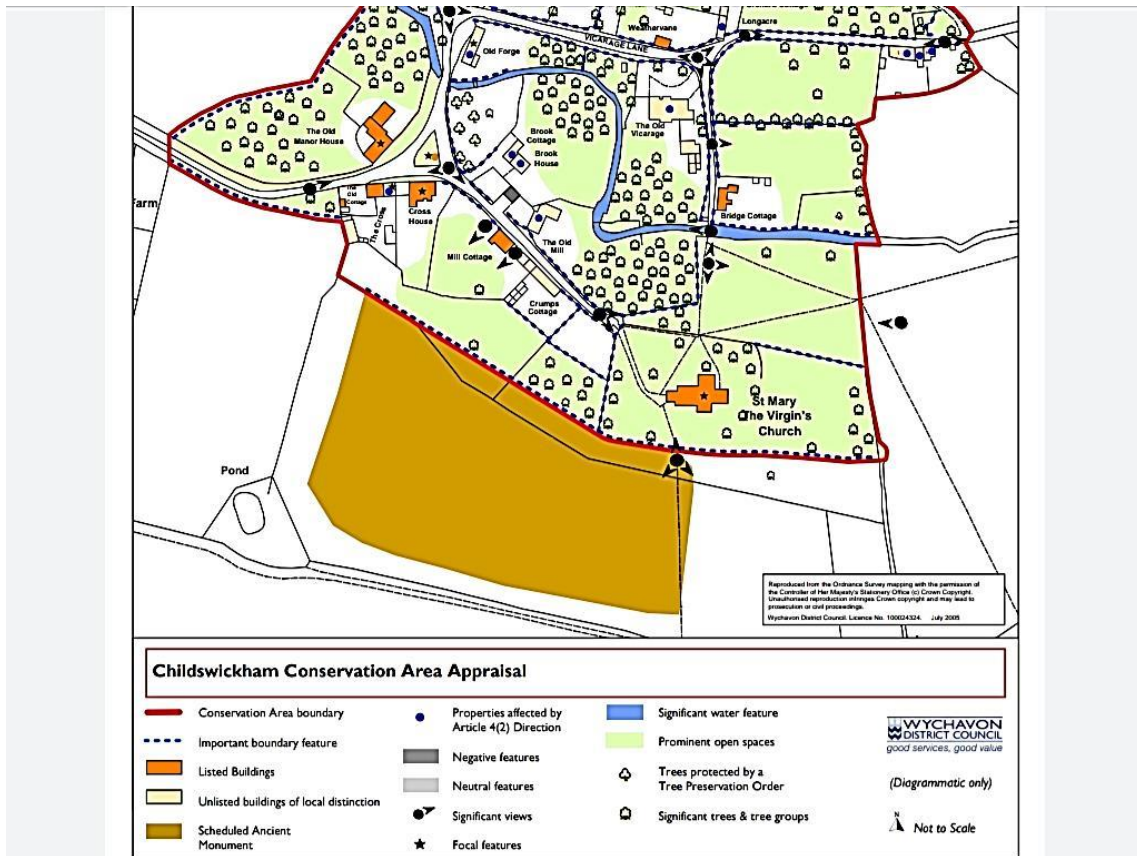 Longacre
Weathervane
VICARAGE LANE
Old Forge
The Old
Manor House
Brook
Cottage
Brook
House
The Old
Vicarage
The
Old
Cottage
Farm
The Cross
Cross
House
Bridge Cottage
The Old
Mill
Mill Cottage
Crumps
Cottage
St Mary
The Virgin's
Church
Pond
Reproduced from the Ordnance Survey mapping with the permission of
the Controller of Her Majesty's Stationery Office (c) Crown Copyright.
Unauthorised reproduction infringes Crown copyright and may lead to
prosecution or civil proceedings.
Wychavon District Council. Licence No. 100024324. July 2005
Childswickham Conservation Area Appraisal
Conservation Area boundary
Important boundary feature
Listed Buildings
Unlisted buildings of local distinction
Scheduled Ancient
Monument
Properties affected by
Article 4(2) Direction
Negative features
Neutral features
Significant views
Focal features
Significant water feature
Prominent open spaces
Trees protected by a
Tree Preservation Order
Significant trees & tree groups
WYCHAVON
DISTRICT COUNCIL
good services, good value
(Diagrammatic only)
N
Not to Scale